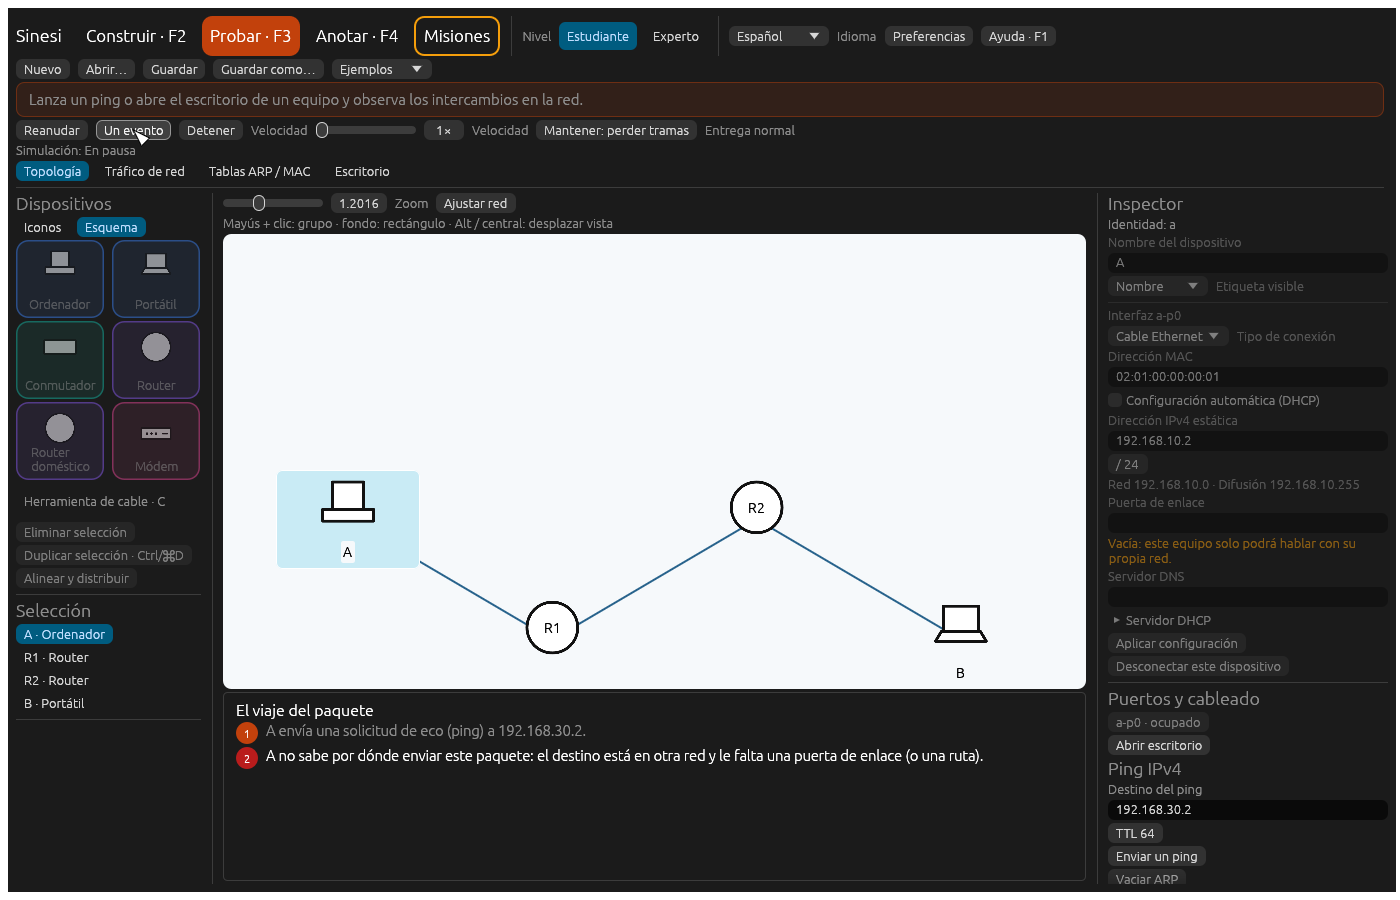 Sinesi Construir · F2 Probar · F3 Anotar · F4 Misiones Nivel Estudiante Experto Español Idioma Preferencias Ayuda · F1
Nuevo Abrir... Guardar Guardar como... Ejemplos
Lanza un ping o abre el escritorio de un equipo y observa los intercambios en la red.
Reanudar Un evento Detener Velocidad 1× Velocidad Mantener: perder tramas Entrega normal
Simulación: En pausa
Topología Tráfico de red Tablas ARP / MAC Escritorio
Dispositivos
Iconos Esquema
Ordenador Portátil
Conmutador Router
Router doméstico Módem
Herramienta de cable · C
Eliminar selección
Duplicar selección · Ctrl/⌘D
Alinear y distribuir
Selección
A · Ordenador
R1 · Router
R2 · Router
B · Portátil
1.2016 Zoom Ajustar red
Mayús + clic: grupo · fondo: rectángulo · Alt / central: desplazar vista
A
R1
R2
B
El viaje del paquete
1 A envía una solicitud de eco (ping) a 192.168.30.2.
2 A no sabe por dónde enviar este paquete: el destino está en otra red y le falta una puerta de enlace (o una ruta).
Inspector
Identidad: a
Nombre del dispositivo
A
Nombre Etiqueta visible
Interfaz a-p0
Cable Ethernet Tipo de conexión
Dirección MAC
02:01:00:00:00:01
Configuración automática (DHCP)
Dirección IPv4 estática
192.168.10.2
/ 24
Red 192.168.10.0 · Difusión 192.168.10.255
Puerta de enlace
Vacía: este equipo solo podrá hablar con su
propia red.
Servidor DNS
Servidor DHCP
Aplicar configuración
Desconectar este dispositivo
Puertos y cableado
a-p0 · ocupado
Abrir escritorio
Ping IPv4
Destino del ping
192.168.30.2
TTL 64
Enviar un ping
Vaciar ARP